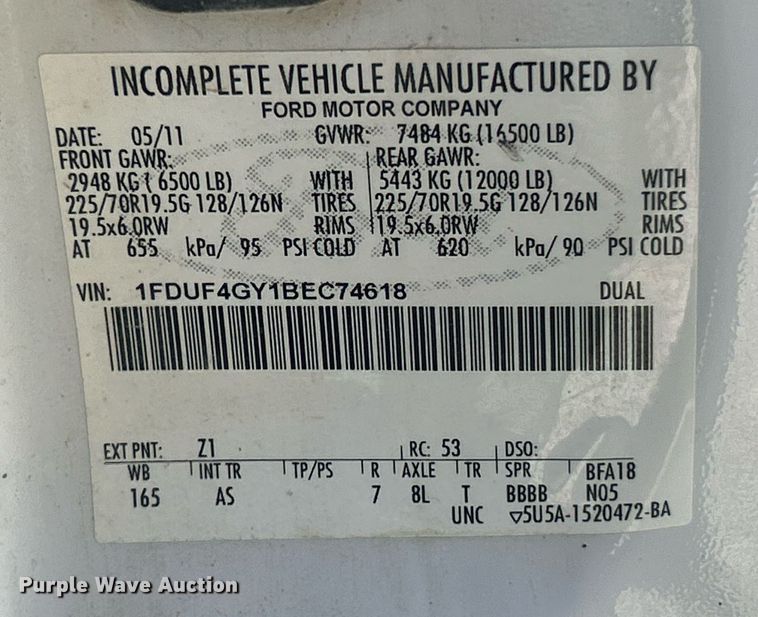 INCOMPLETE VEHICLE MANUFACTURED BY
FORD MOTOR COMPANY
DATE: 05/11 GVWR: 7484 KG (16500 LB)
FRONT GAWR: REAR GAWR:
2948 KG ( 6500 LB) WITH 5443 KG (12000 LB) WITH
225/70R19.5G 128/126N TIRES 225/70R19.5G 128/126N TIRES
19.5x6.0RW RIMS 19.5x6.0RW RIMS
AT 655 kPa/ 95 PSI COLD AT 620 kPa/ 90 PSI COLD
VIN: 1FDUF4GY1BEC74618 DUAL
EXT PNT: Z1 RC: 53 DSO:
WB INT TR TP/PS R AXLE TR SPR BFA18
165 AS 7 8L T BBBB N05
UNC ▽5U5A-1520472-BA
Purple Wave Auction